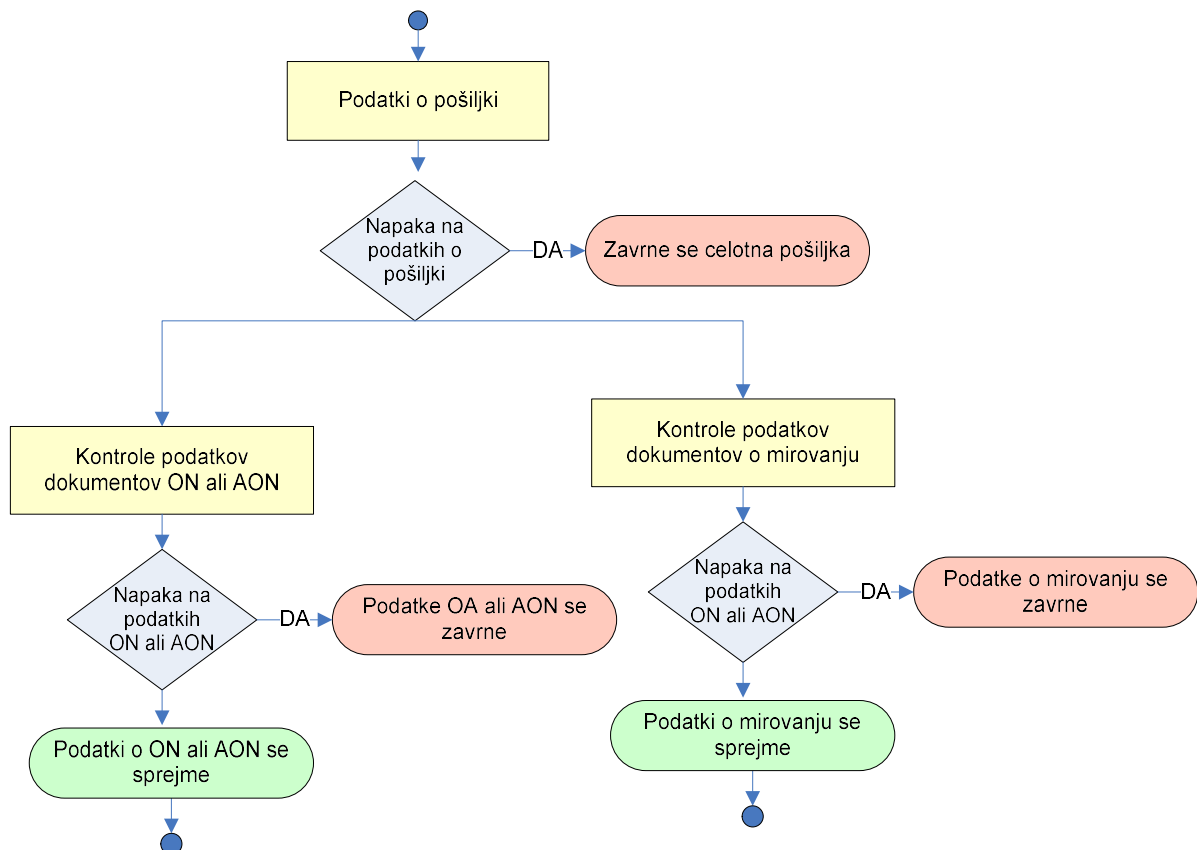 Podatki o pošiljki
Napaka na
podatkih o
pošiljki
DA
Zavrne se celotna pošiljka
Kontrole podatkov
dokumentov ON ali AON
Napaka na
podatkih
ON ali AON
DA
Podatke OA ali AON se
zavrne
Podatki o ON ali AON se
sprejme
Kontrole podatkov
dokumentov o mirovanju
Napaka na
podatkih
ON ali AON
DA
Podatke o mirovanju se
zavrne
Podatki o mirovanju se
sprejme